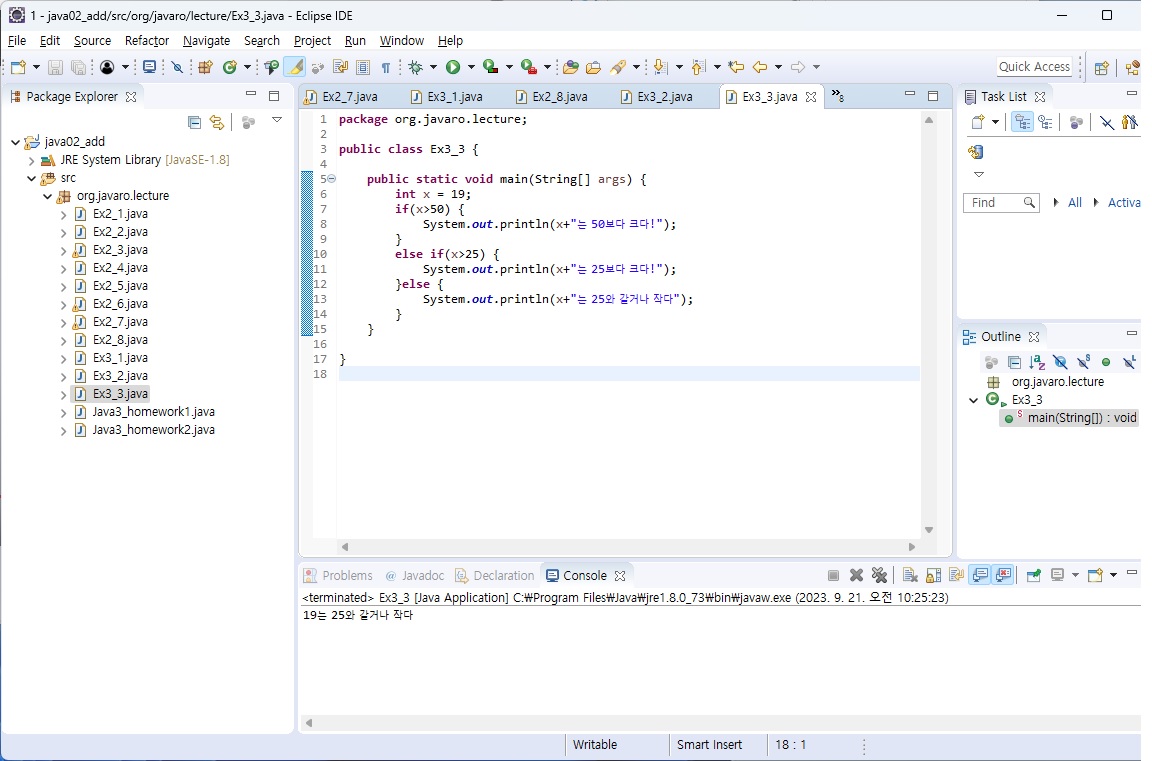 1 - java02_add/src/org/javaro/lecture/Ex3_3.java - Eclipse IDE
File Edit Source Refactor Navigate Search Project Run Window Help
Quick Access
Package Explorer
java02_add
JRE System Library [JavaSE-1.8]
src
org.javaro.lecture
Ex2_1.java
Ex2_2.java
Ex2_3.java
Ex2_4.java
Ex2_5.java
Ex2_6.java
Ex2_7.java
Ex2_8.java
Ex3_1.java
Ex3_2.java
Ex3_3.java
Java3_homework1.java
Java3_homework2.java
Ex2_7.java Ex3_1.java Ex2_8.java Ex3_2.java Ex3_3.java »8
1 package org.javaro.lecture;
2
3 public class Ex3_3 {
4
5 public static void main(String[] args) {
6 int x = 19;
7 if(x>50) {
8 System.out.println(x+"는 50보다 크다!");
9 }
10 else if(x>25) {
11 System.out.println(x+"는 25보다 크다!");
12 }else {
13 System.out.println(x+"는 25와 같거나 작다");
14 }
15 }
16
17 }
18
Task List
Find All Activa
Outline
org.javaro.lecture
Ex3_3
main(String[]) : void
Problems @ Javadoc Declaration Console
<terminated> Ex3_3 [Java Application] C:₩Program Files₩Java₩jre1.8.0_73₩bin₩javaw.exe (2023. 9. 21. 오전 10:25:23)
19는 25와 같거나 작다
Writable Smart Insert 18 : 1